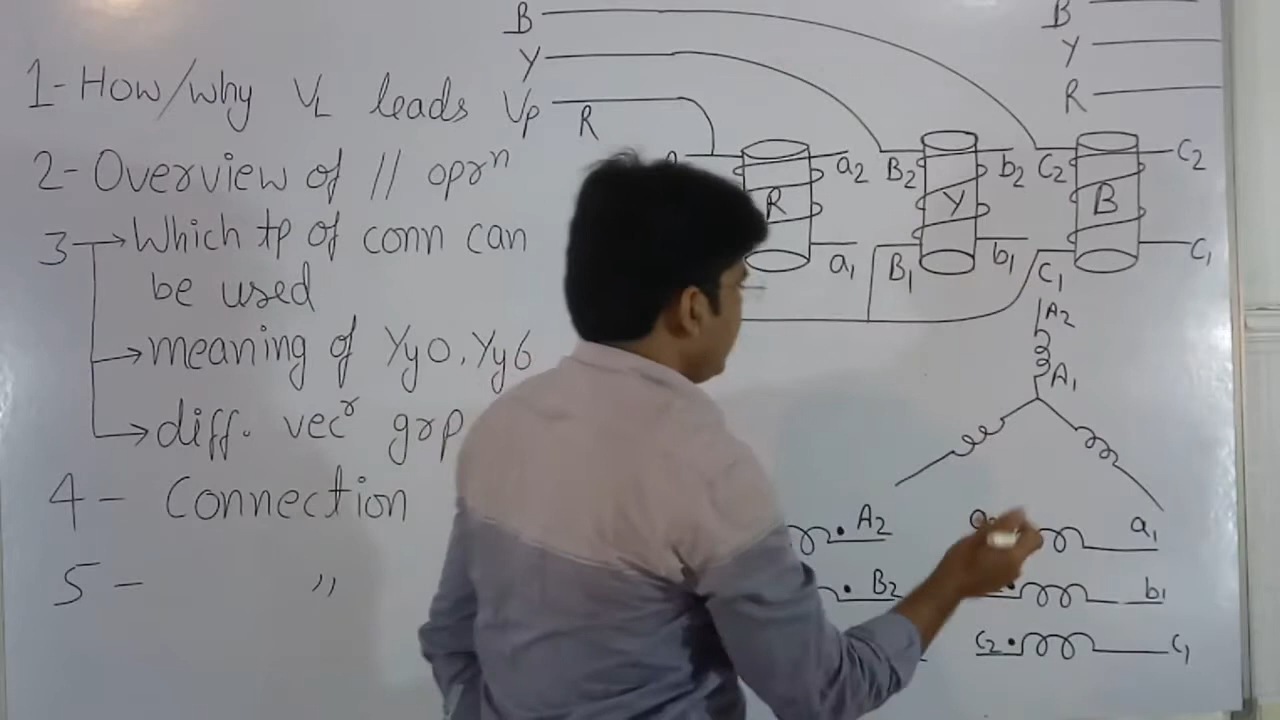 1- How/why VL leads Vp
2- Overview of // oprn
3 → Which tp of conn can
be used
→ meaning of Yy0, Yy6
→ diff. vecr grp
4 - Connection
5 - "
B
Y
R
B
Y
R
a2 B2 b2 C2 C2
R Y B
a1 B1 b1 C1 C1
A2
A1
A2 a1
B2 b1
C2 C1